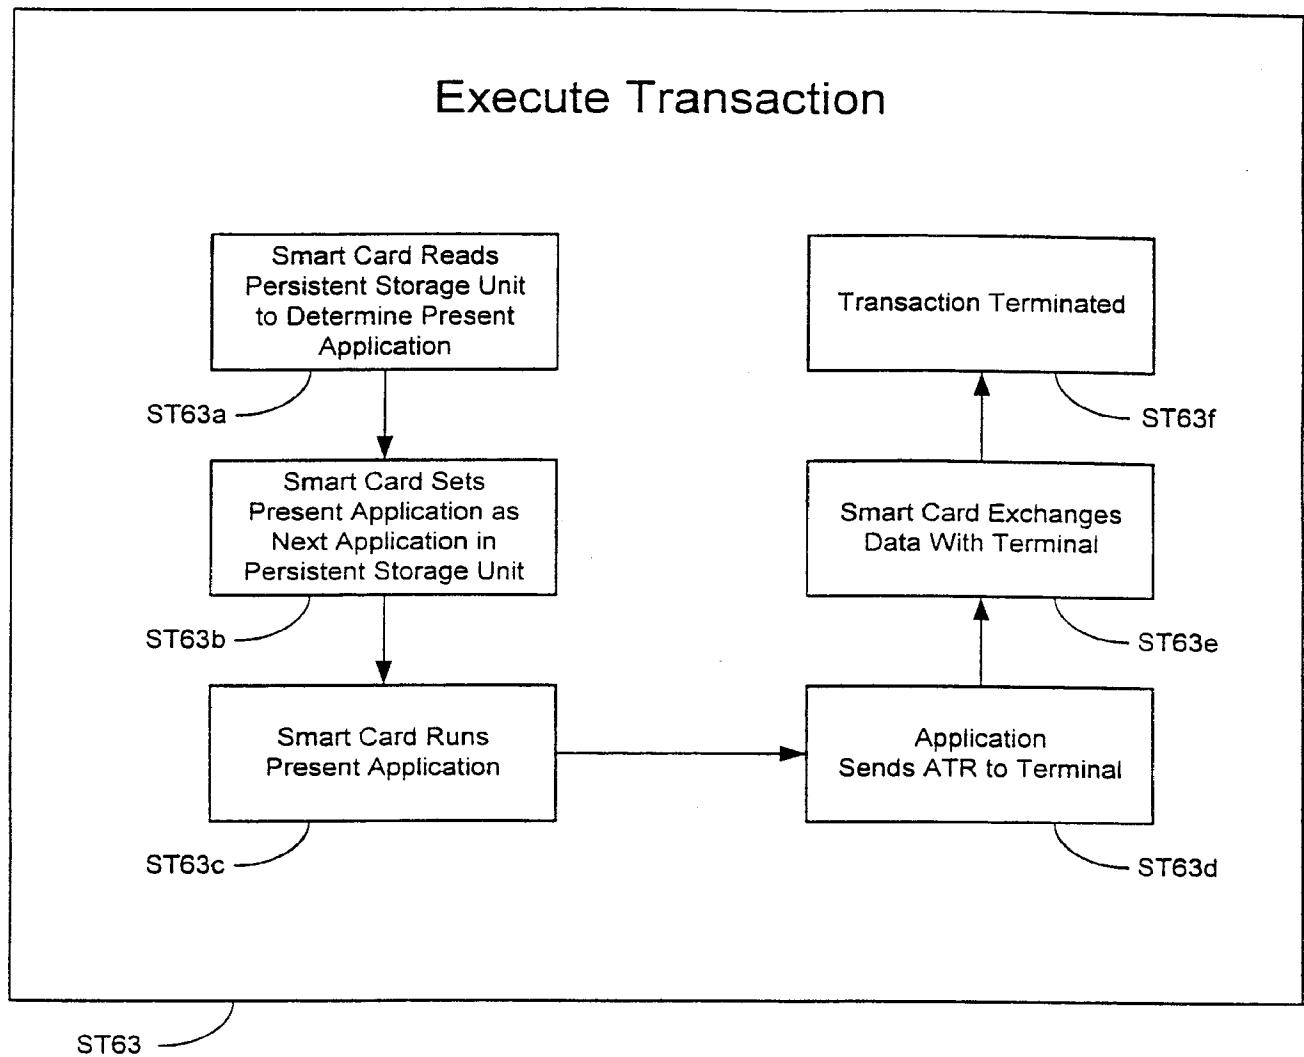 Execute Transaction
Smart Card Reads
Persistent Storage Unit
to Determine Present
Application
ST63a
Smart Card Sets
Present Application as
Next Application in
Persistent Storage Unit
ST63b
Smart Card Runs
Present Application
ST63c
Application
Sends ATR to Terminal
ST63d
Smart Card Exchanges
Data With Terminal
ST63e
Transaction Terminated
ST63f
ST63